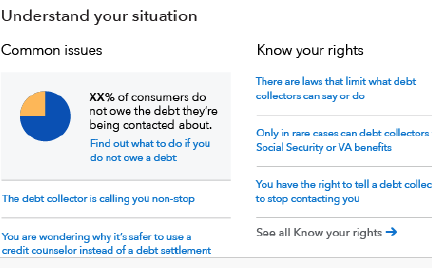 Understand your situation
Common issues
XX% of consumers do
not owe the debt they're
being contacted about.
Find out what to do if you
do not owe a debt
The debt collector is calling you non-stop
You are wondering why it's safer to use a
credit counselor instead of a debt settlement
Know your rights
There are laws that limit what debt
collectors can say or do
Only in rare cases can debt collectors
Social Security or VA benefits
You have the right to tell a debt collec
to stop contacting you
See all Know your rights →